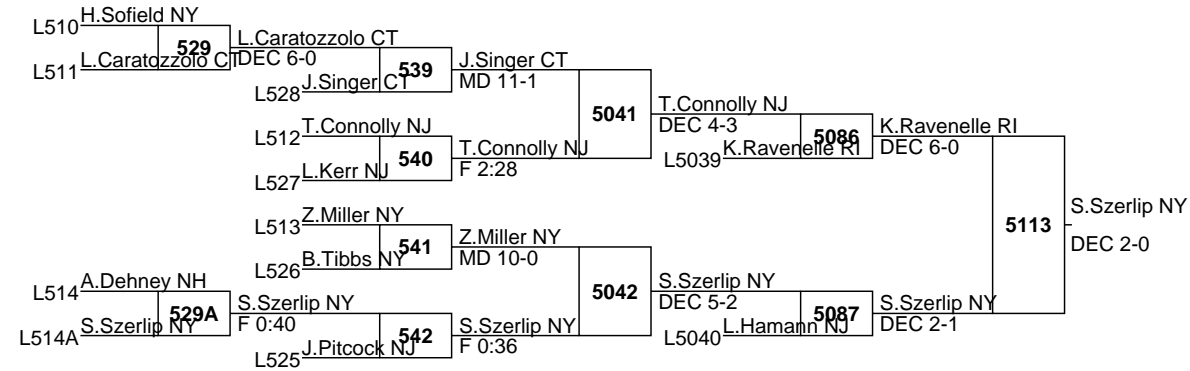 H.Sofield NY
L510
529
L.Caratozzolo CT
L511
L.Caratozzolo CT
DEC 6-0
539
J.Singer CT
L528
J.Singer CT
MD 11-1
5041
T.Connolly NJ
DEC 4-3
L512
T.Connolly NJ
540
T.Connolly NJ
F 2:28
L527
L.Kerr NJ
5086
K.Ravenelle RI
L5039
K.Ravenelle RI
DEC 6-0
L513
Z.Miller NY
541
Z.Miller NY
MD 10-0
L526
B.Tibbs NY
5042
S.Szerlip NY
DEC 5-2
A.Dehney NH
L514
529A
S.Szerlip NY
F 0:40
L514A
S.Szerlip NY
542
S.Szerlip NY
F 0:36
L525
J.Pitcock NJ
5087
S.Szerlip NY
DEC 2-1
L5040
L.Hamann NJ
5113
S.Szerlip NY
DEC 2-0